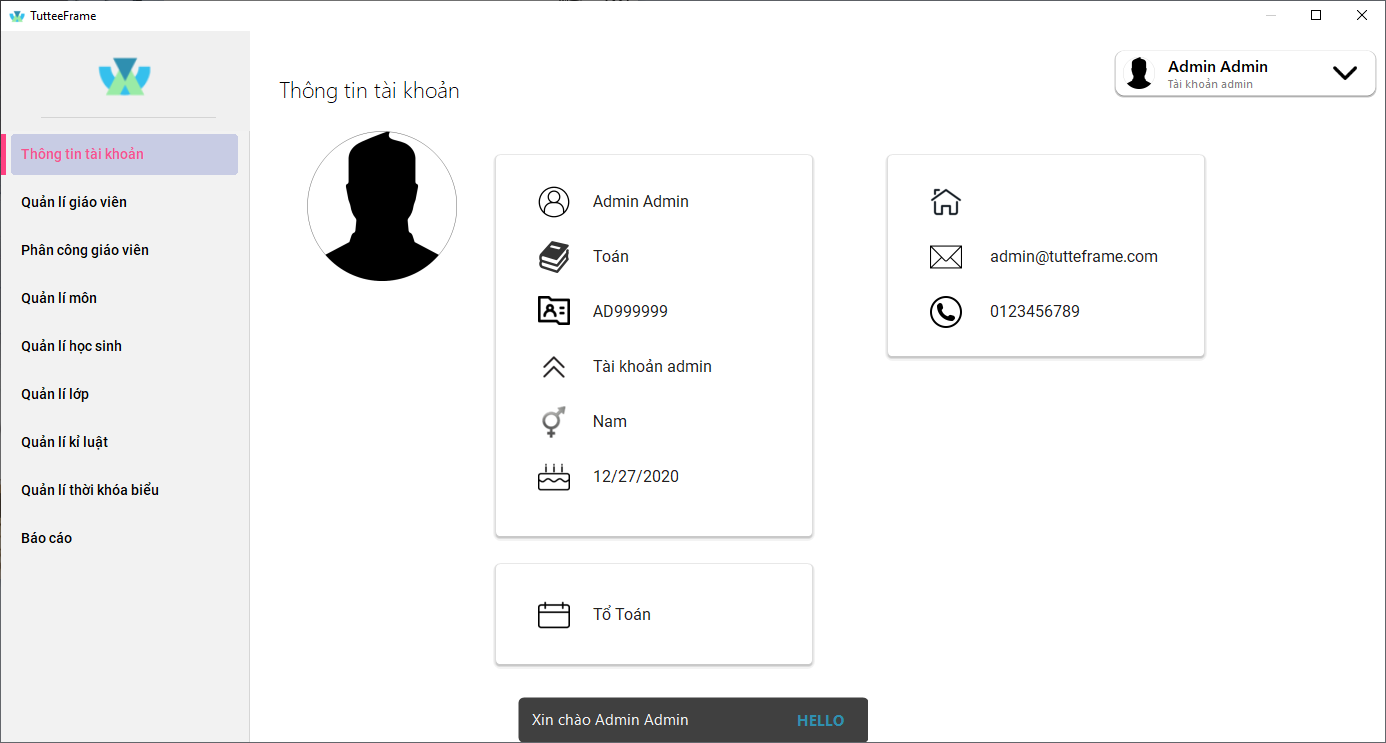 TutteeFrame
Admin Admin
Tài khoản admin
Thông tin tài khoản
Thông tin tài khoản
Quản lí giáo viên
Phân công giáo viên
Quản lí môn
Quản lí học sinh
Quản lí lớp
Quản lí kỉ luật
Quản lí thời khóa biểu
Báo cáo
Admin Admin
Toán
AD999999
Tài khoản admin
Nam
12/27/2020
admin@tutteframe.com
0123456789
Tổ Toán
Xin chào Admin Admin HELLO